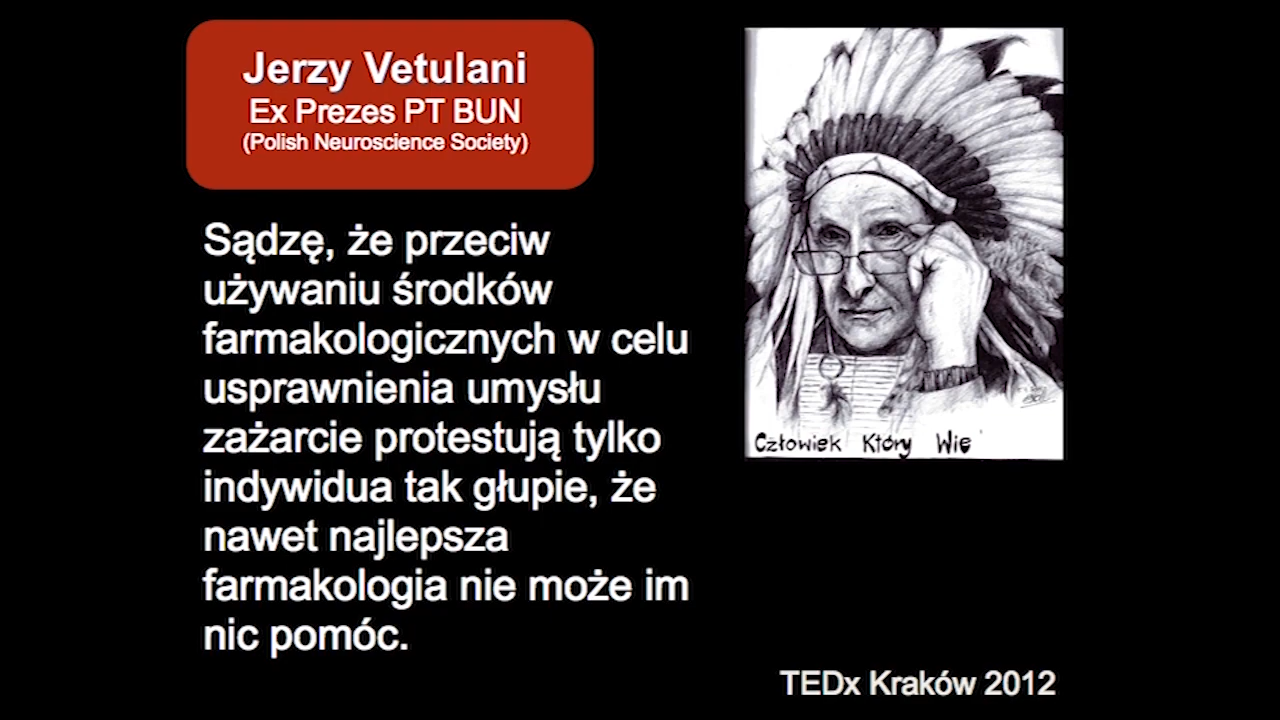 Jerzy Vetulani
Ex Prezes PT BUN
(Polish Neuroscience Society)
Sądzę, że przeciw
używaniu środków
farmakologicznych w celu
usprawnienia umysłu
zażarcie protestują tylko
indywidua tak głupie, że
nawet najlepsza
farmakologia nie może im
nic pomóc.
Człowiek Który Wie
TEDx Kraków 2012